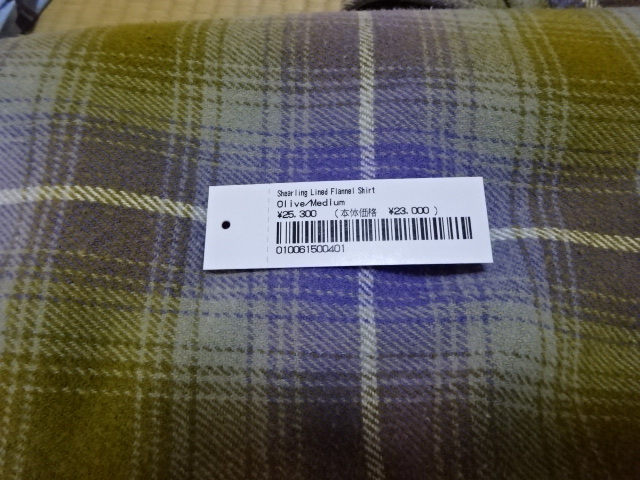 Shearling Lined Flannel Shirt
Olive/Medium
¥25.300 (本体価格 ¥23.000 )
010061500401